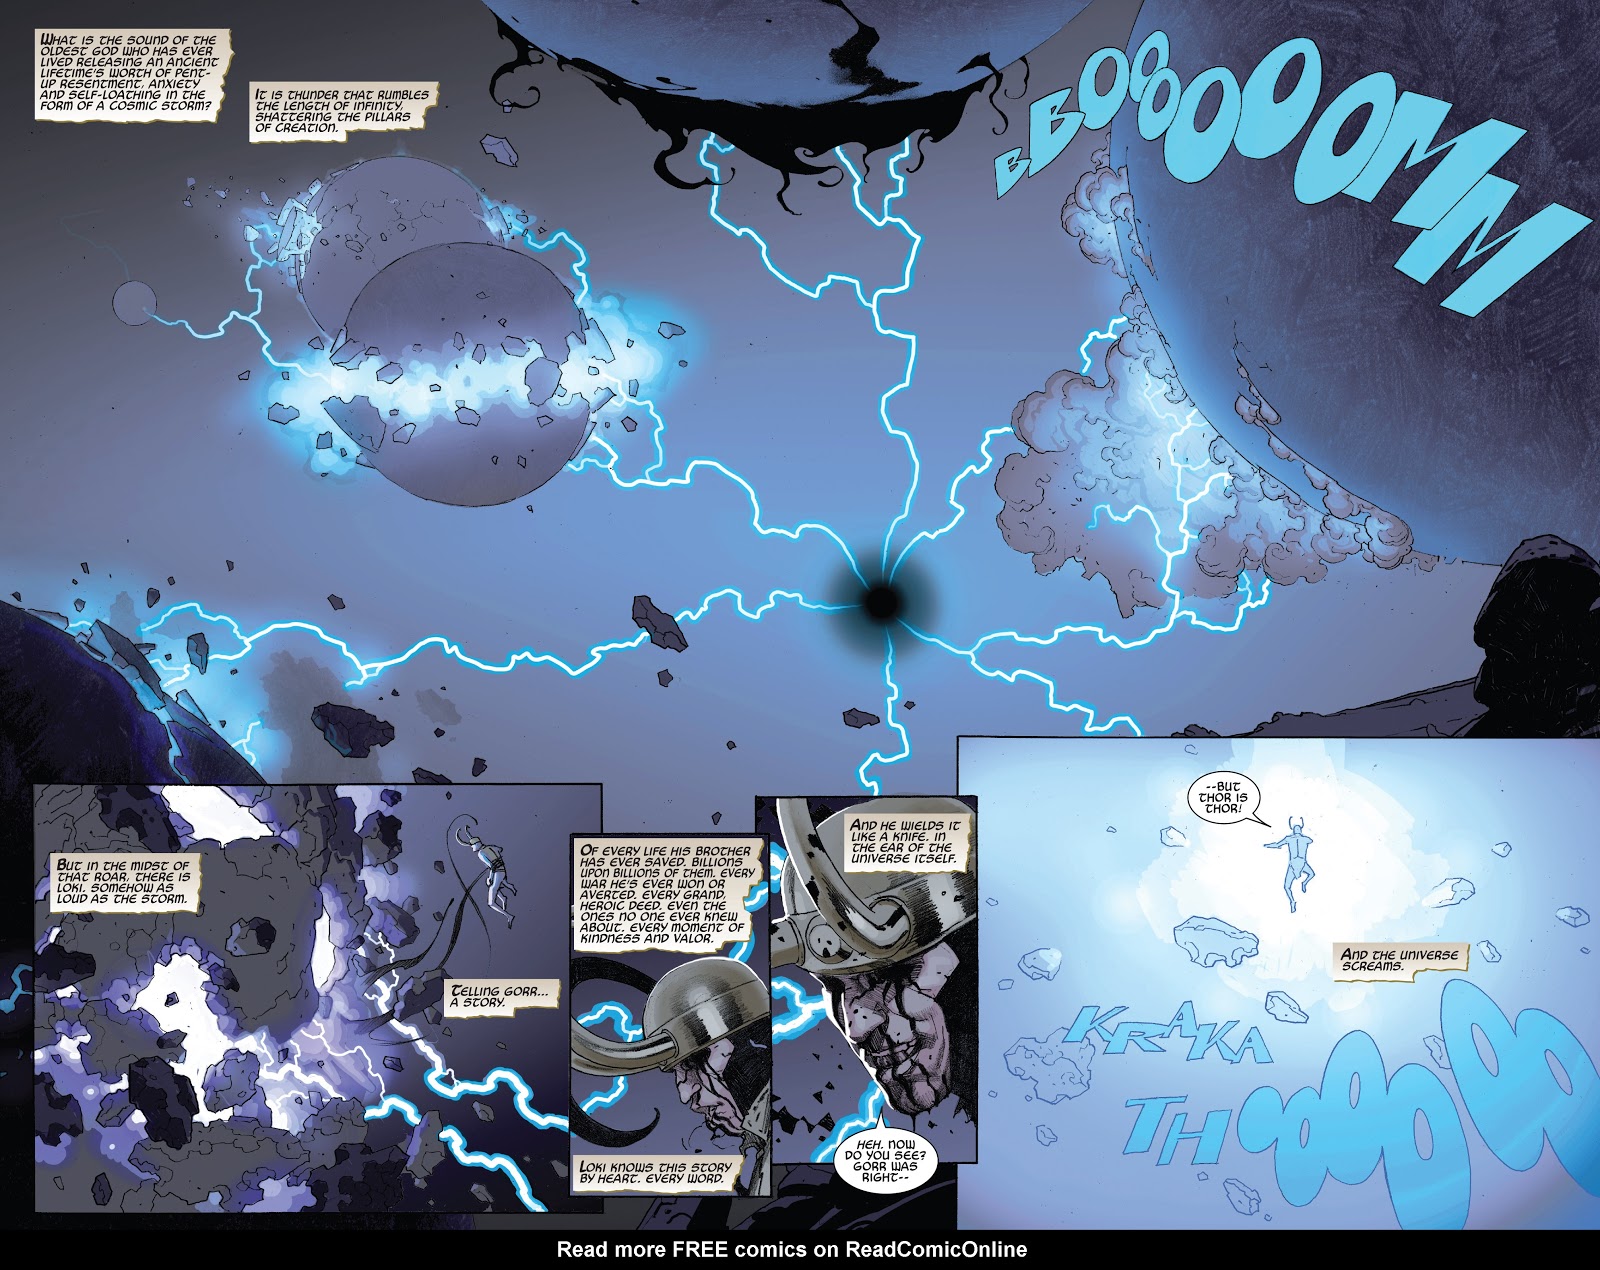 WHAT IS THE SOUND OF THE
OLDEST GOD WHO HAS EVER
LIVED RELEASING AN ANCIENT
LIFETIME'S WORTH OF PENT-
UP RESENTMENT, ANXIETY
AND SELF-LOATHING IN THE
FORM OF A COSMIC STORM?
IT IS THUNDER THAT RUMBLES
THE LENGTH OF INFINITY,
SHATTERING THE PILLARS
OF CREATION.
BBOOOOOOOMMM
BUT IN THE MIDST OF
THAT ROAR, THERE IS
LOKI. SOMEHOW AS
LOUD AS THE STORM.
TELLING GORR...
A STORY.
OF EVERY LIFE HIS BROTHER
HAS EVER SAVED. BILLIONS
UPON BILLIONS OF THEM. EVERY
WAR HE'S EVER WON OR
AVERTED. EVERY GRAND,
HEROIC DEED. EVEN THE
ONES NO ONE EVER KNEW
ABOUT. EVERY MOMENT OF
KINDNESS AND VALOR.
LOKI KNOWS THIS STORY
BY HEART. EVERY WORD.
AND HE WIELDS IT
LIKE A KNIFE. IN
THE EAR OF THE
UNIVERSE ITSELF.
HEH. NOW
DO YOU SEE?
GORR WAS
RIGHT--
--BUT
THOR IS
THOR!
AND THE UNIVERSE
SCREAMS.
KRAKA
THOOOOOO
Read more FREE comics on ReadComicOnline